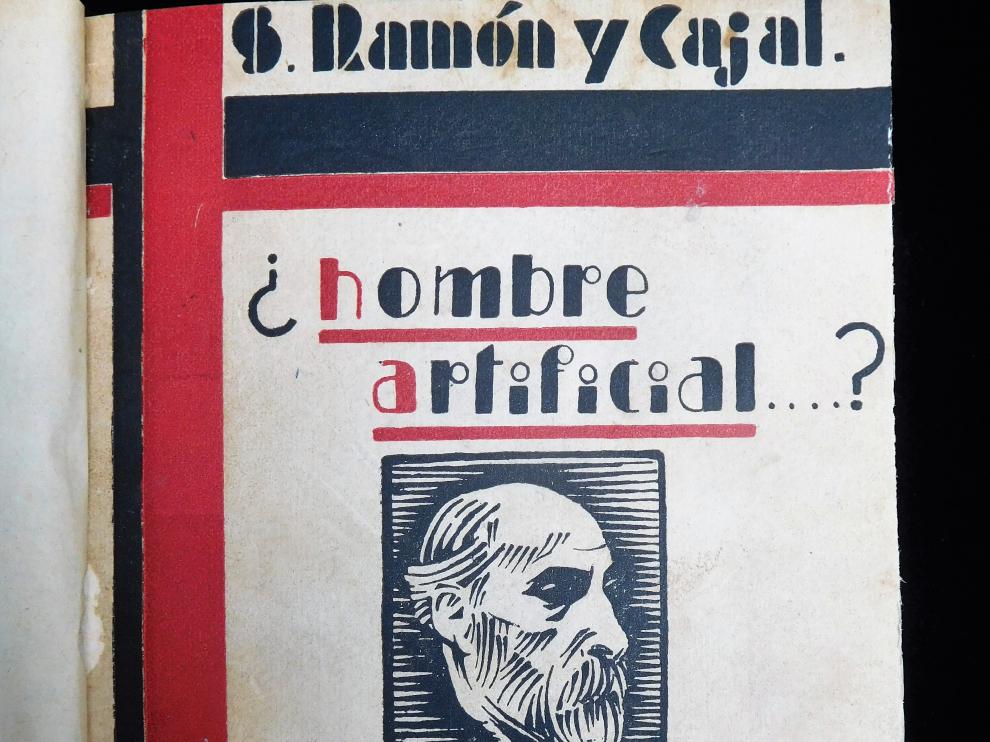 S. Ramón y Cajal.
¿hombre
artificial....?